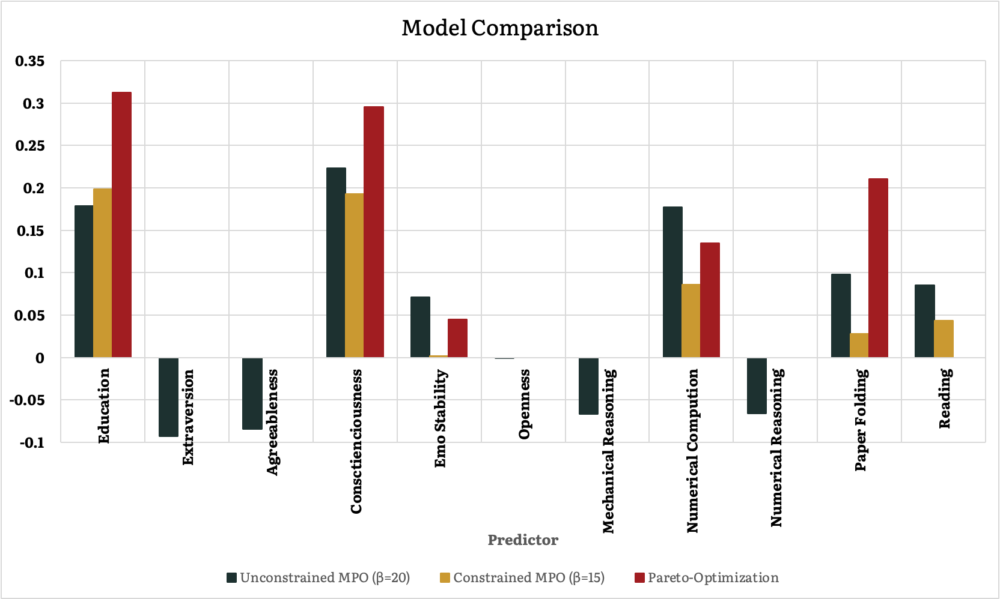 Model Comparison
0.35
0.3
0.25
0.2
0.15
0.1
0.05
0
-0.05
-0.1
Education
Extraversion
Agreeableness
Consctienciousness
Emo Stability
Openness
Mechanical Reasoning
Numerical Compution
Numerical Reasoning
Paper Folding
Reading
Predictor
Unconstrained MPO (β=20) Constrained MPO (β=15) Pareto-Optimization